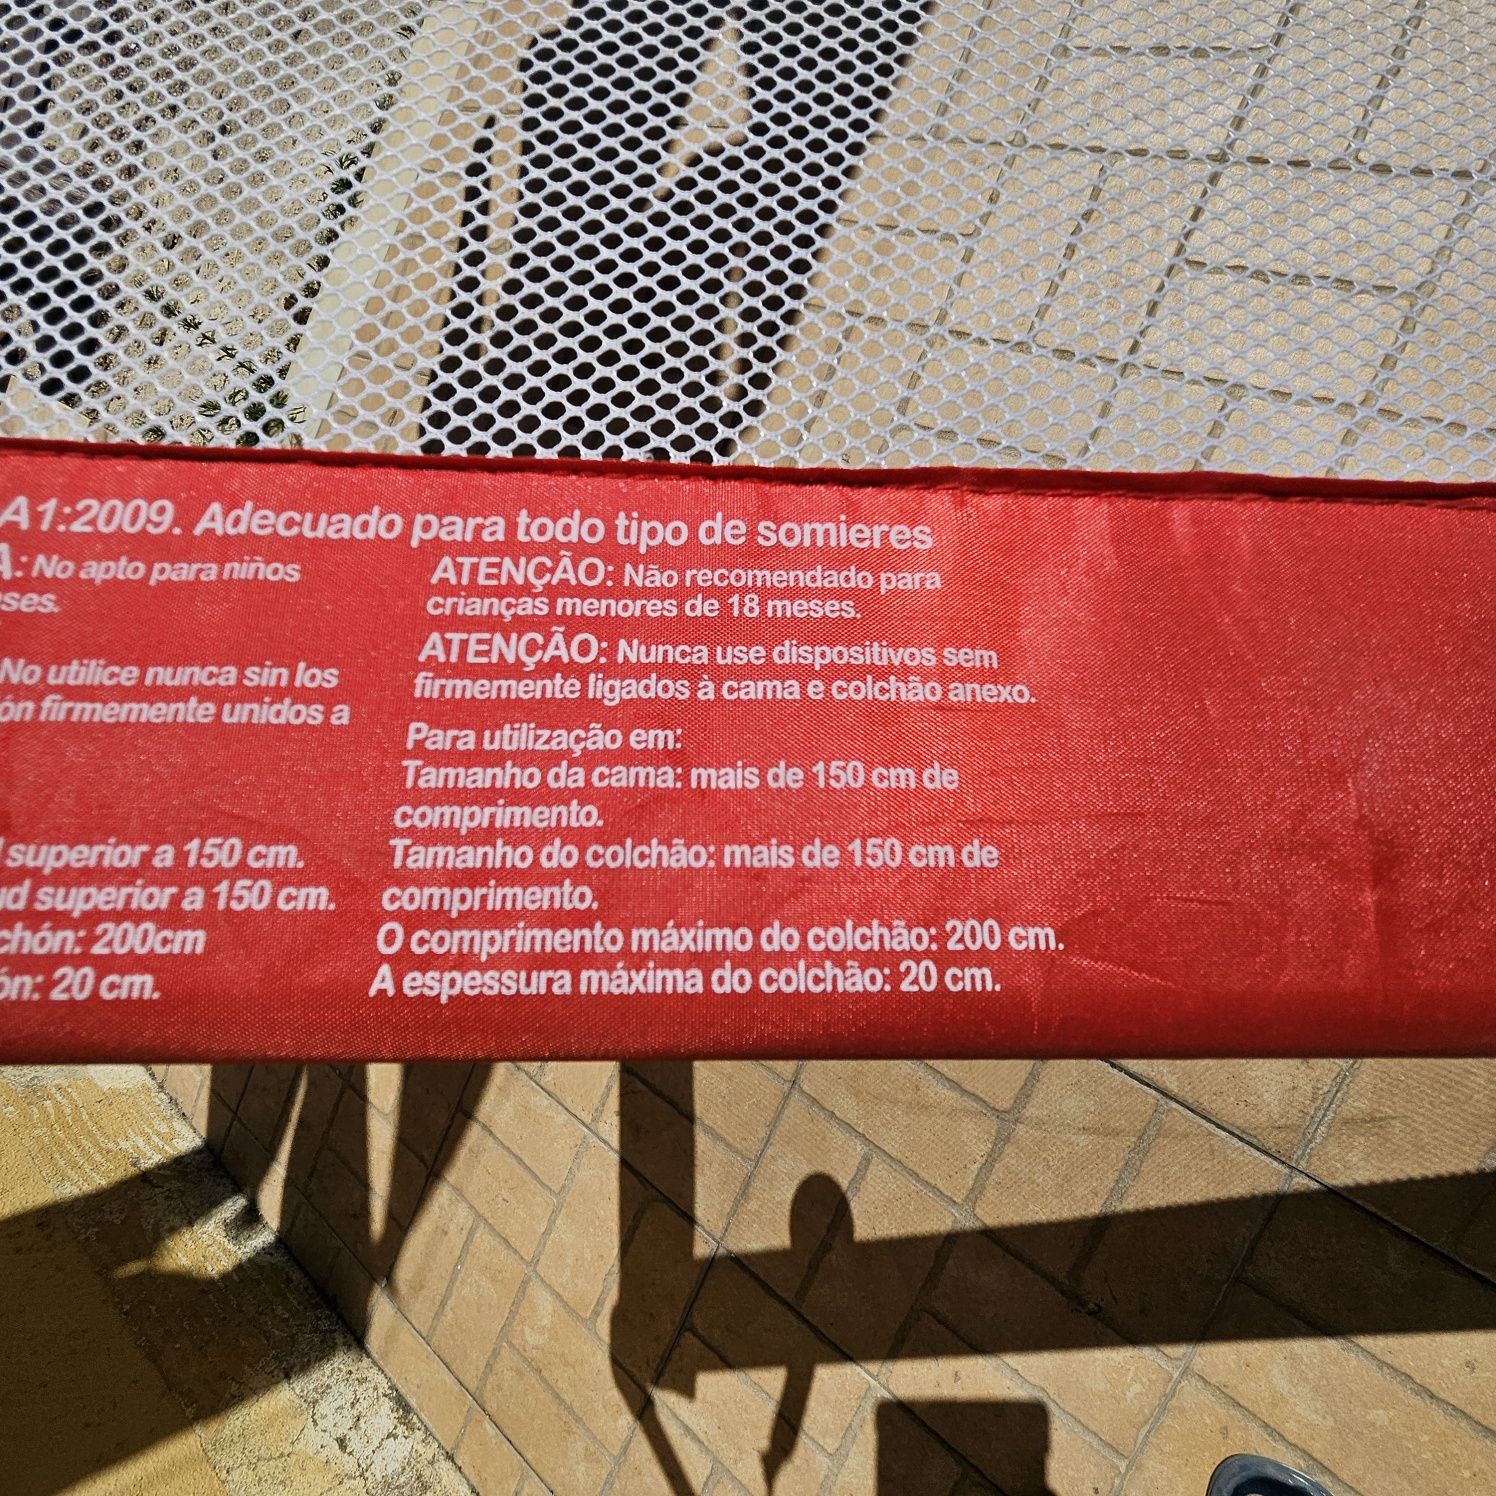 A1:2009. Adecuado para todo tipo de somieres
A: No apto para niños
ses.
No utilice nunca sin los
ón firmemente unidos a
superior a 150 cm.
ud superior a 150 cm.
chón: 200cm
ón: 20 cm.
ATENÇÃO: Não recomendado para
crianças menores de 18 meses.
ATENÇÃO: Nunca use dispositivos sem
firmemente ligados à cama e colchão anexo.
Para utilização em:
Tamanho da cama: mais de 150 cm de
comprimento.
Tamanho do colchão: mais de 150 cm de
comprimento.
O comprimento máximo do colchão: 200 cm.
A espessura máxima do colchão: 20 cm.